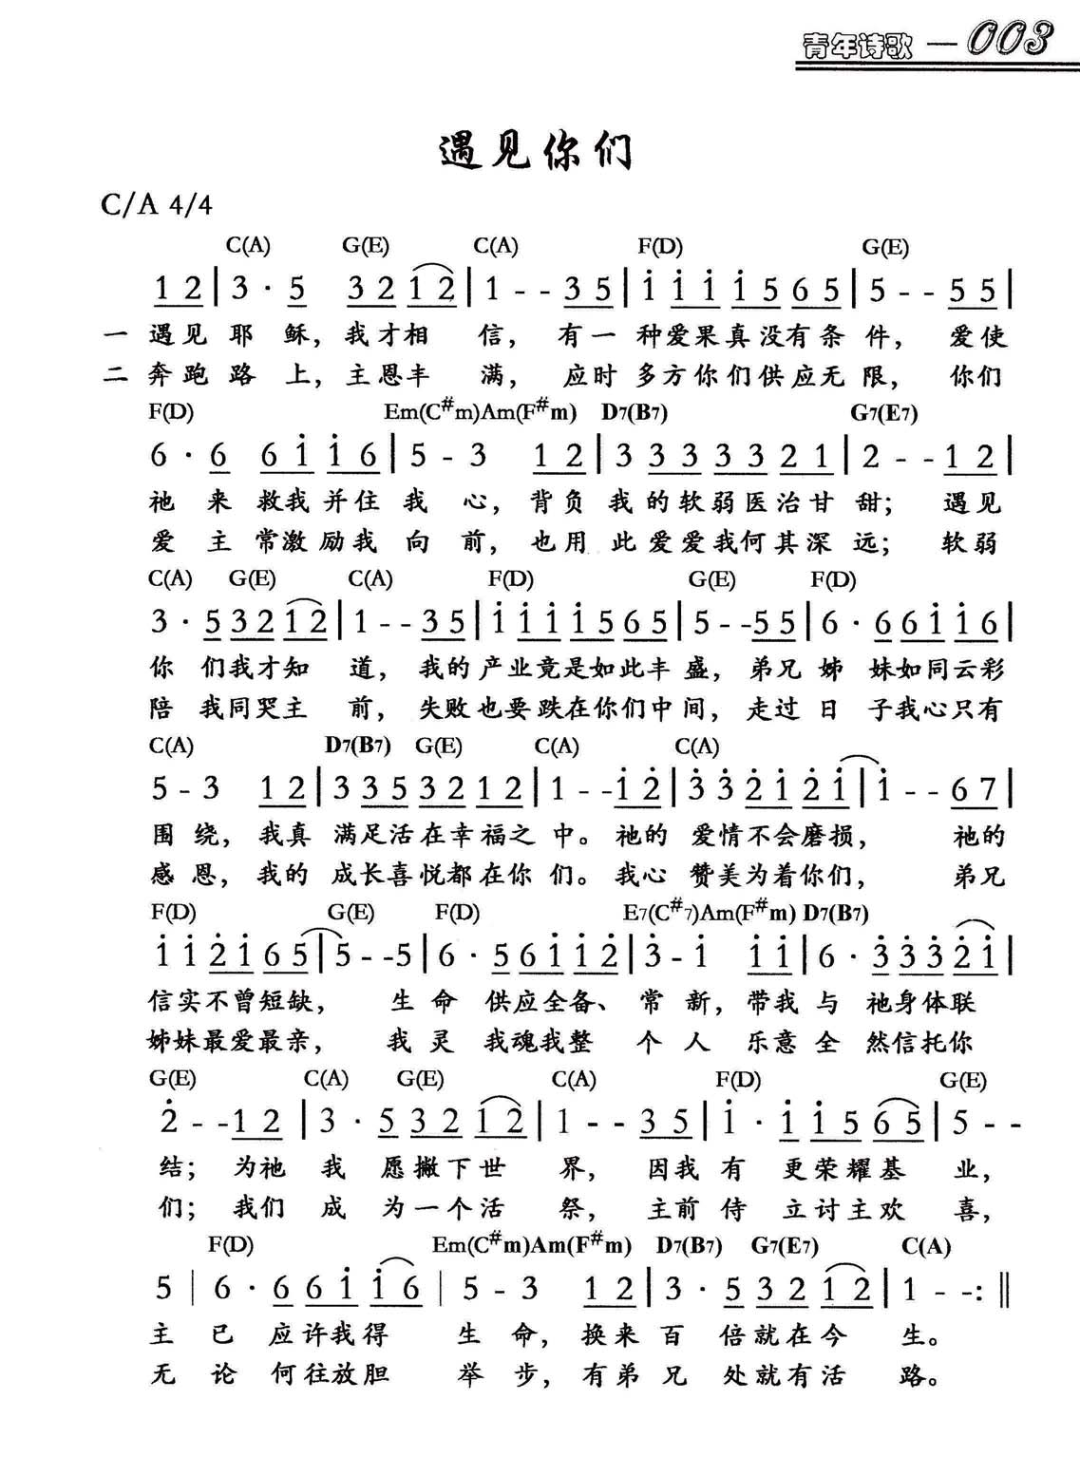 青年诗歌 — 003
遇见你们
C/A 4/4
C(A) G(E) C(A) F(D) G(E)
1 2 | 3 · 5 3 2 1̇ 2 | 1 - - 3 5 | i i i i 5 6 5 | 5 - - 5 5 |
一 遇见 耶 稣，我才相 信， 有一 种爱果真没有条 件， 爱使
二 奔跑 路 上，主恩丰 满， 应时 多方你们供应无 限， 你们
F(D) Em(C#m)Am(F#m) D7(B7) G7(E7)
6 · 6 6 i i 6 | 5 - 3 1 2 | 3 3 3 3 3 2 1 | 2 - - 1 2 |
祂 来 救我 并住 我 心，背负 我 的软弱医治甘 甜； 遇见
爱 主 常激 励我 向 前，也用 此 爱爱我何其深 远； 软弱
C(A) G(E) C(A) F(D) G(E) F(D)
3 · 5 3 2 1̇ 2 | 1 - - 3 5 | i i i i 5 6 5 | 5 - - 5 5 | 6 · 6 6 i i 6 |
你 们我才知 道， 我的 产业竟是如此丰 盛，弟兄 姊 妹如同云彩
陪 我同哭主 前， 失败 也要跌在你们中 间，走过 日 子我心只有
C(A) D7(B7) G(E) C(A) C(A)
5 - 3 1 2 | 3 3 5 3 2 1 2 | 1 - - i 2̇ | 3̇ 3̇ 2̇ i 2̇ i | i - - 6 7 |
围 绕，我真 满足活在幸福之 中。祂的 爱情不会磨损， 祂的
感 恩，我的 成长喜悦都在你 们。我心 赞美为着你们， 弟兄
F(D) G(E) F(D) E7(C#7)Am(F#m) D7(B7)
i i 2̇ i 6 5 | 5 - - 5 | 6 · 5 6 i i 2̇ | 3̇ - i i i | 6 · 3̇ 3̇ 3̇ 2̇ i |
信实不曾短缺， 生 命 供应全备、 常 新，带我 与 祂身体联
姊妹最爱最亲， 我 灵 我魂我整 个 人 乐意 全 然信托你
G(E) C(A) G(E) C(A) F(D) G(E)
2̇ - - 1 2 | 3 · 5 3 2 1 2 | 1 - - 3 5 | i · i i 5 6 5 | 5 - -
结； 为祂 我 愿撇下世 界， 因我 有 更荣耀基 业，
们； 我们 成 为一个活 祭， 主前 侍 立讨主欢 喜，
F(D) Em(C#m)Am(F#m) D7(B7) G7(E7) C(A)
5 | 6 · 6 6 i i 6 | 5 - 3 1 2 | 3 · 5 3 2 1 2 | 1 - -: ‖
主 已 应许我得 生 命，换来 百 倍就在今 生。
无 论 何往放胆 举 步，有弟 兄 处就有活 路。